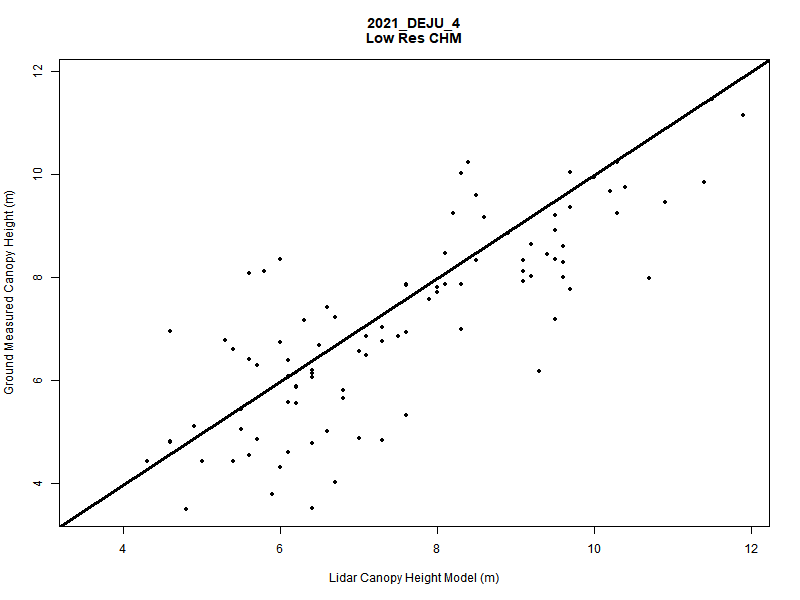 2021_DEJU_4
Low Res CHM
Ground Measured Canopy Height (m)
12
10
8
6
4
4 6 8 10 12
Lidar Canopy Height Model (m)